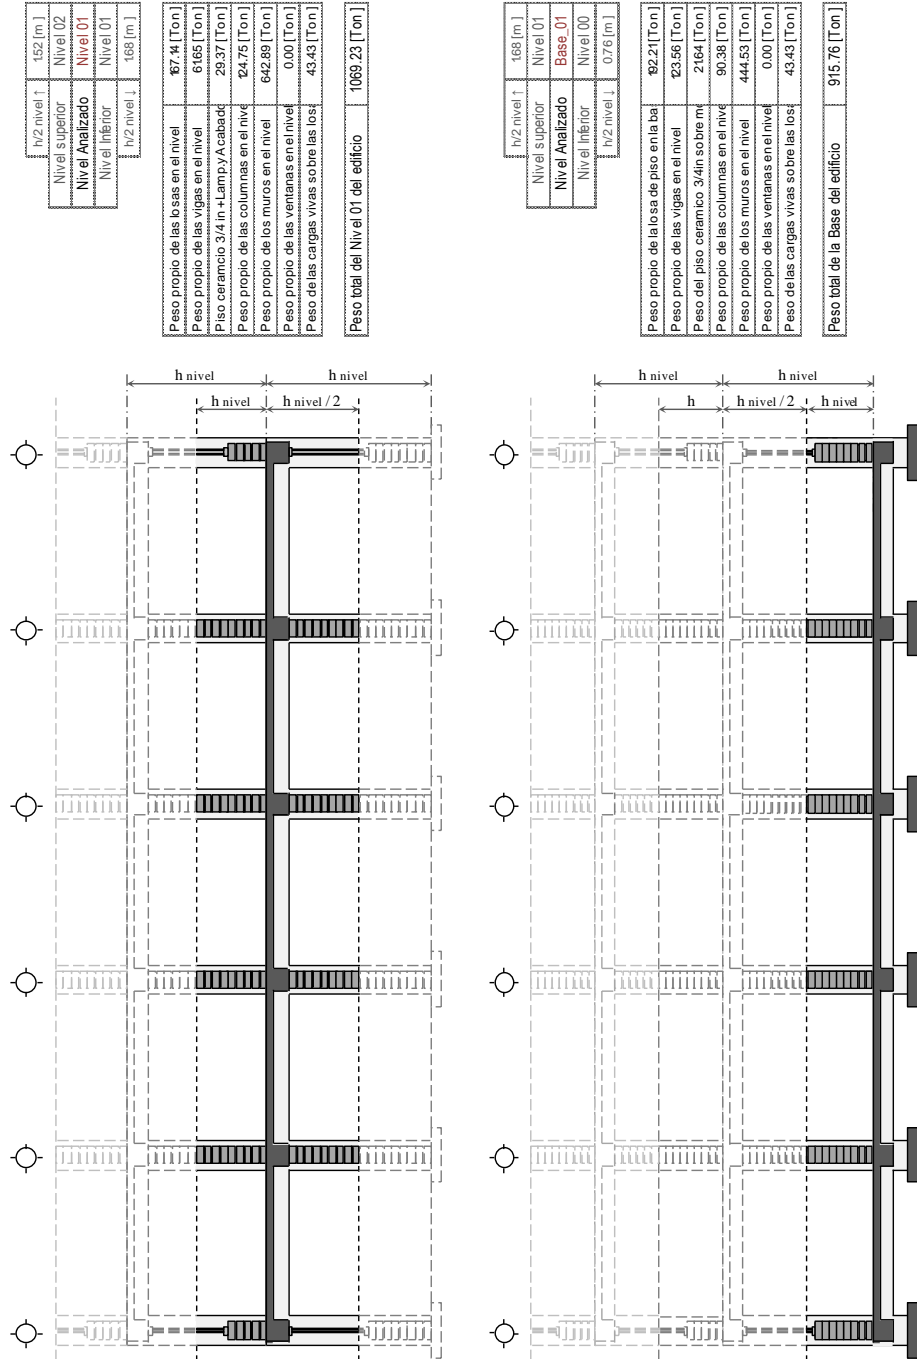 h/2 nivel ↑ 1.52 [m]
Nivel superior Nivel 02
Nivel Analizado Nivel 01
Nivel Inferior Nivel 01
h/2 nivel ↓ 1.68 [m]
Peso propio de las losas en el nivel 167.14 [Ton]
Peso propio de las vigas en el nivel 61.65 [Ton]
Piso ceramcio 3/4 in +Lamp.y Acabad 29.37 [Ton]
Peso propio de las columnas en el nive 124.75 [Ton]
Peso propio de los muros en el nivel 642.89 [Ton]
Peso propio de las ventanas en el nivel 0.00 [Ton]
Peso de las cargas vivas sobre las los 43.43 [Ton]
Peso total del Nivel 01 del edificio 1069.23 [Ton]
h nivel h nivel
h nivel h nivel / 2
h/2 nivel ↑ 1.68 [m]
Nivel superior Nivel 01
Nivel Analizado Base_01
Nivel Inferior Nivel 00
h/2 nivel ↓ 0.76 [m]
Peso propio de la losa de piso en la ba 192.21 [Ton]
Peso propio de las vigas en el nivel 123.56 [Ton]
Peso del piso ceramico 3/4in sobre m 21.64 [Ton]
Peso propio de las columnas en el nive 90.38 [Ton]
Peso propio de los muros en el nivel 444.53 [Ton]
Peso propio de las ventanas en el nivel 0.00 [Ton]
Peso de las cargas vivas sobre las los 43.43 [Ton]
Peso total de la Base del edificio 915.76 [Ton]
h nivel h nivel
h h nivel / 2 h nivel